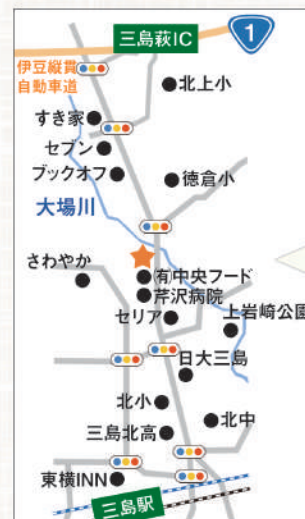 三島萩IC
1
伊豆縦貫
自動車道
北上小
すき家
セブン
ブックオフ
徳倉小
大場川
さわやか
(有)中央フード
芹沢病院
セリア
上岩崎公園
日大三島
北小
北中
三島北高
東横INN
三島駅